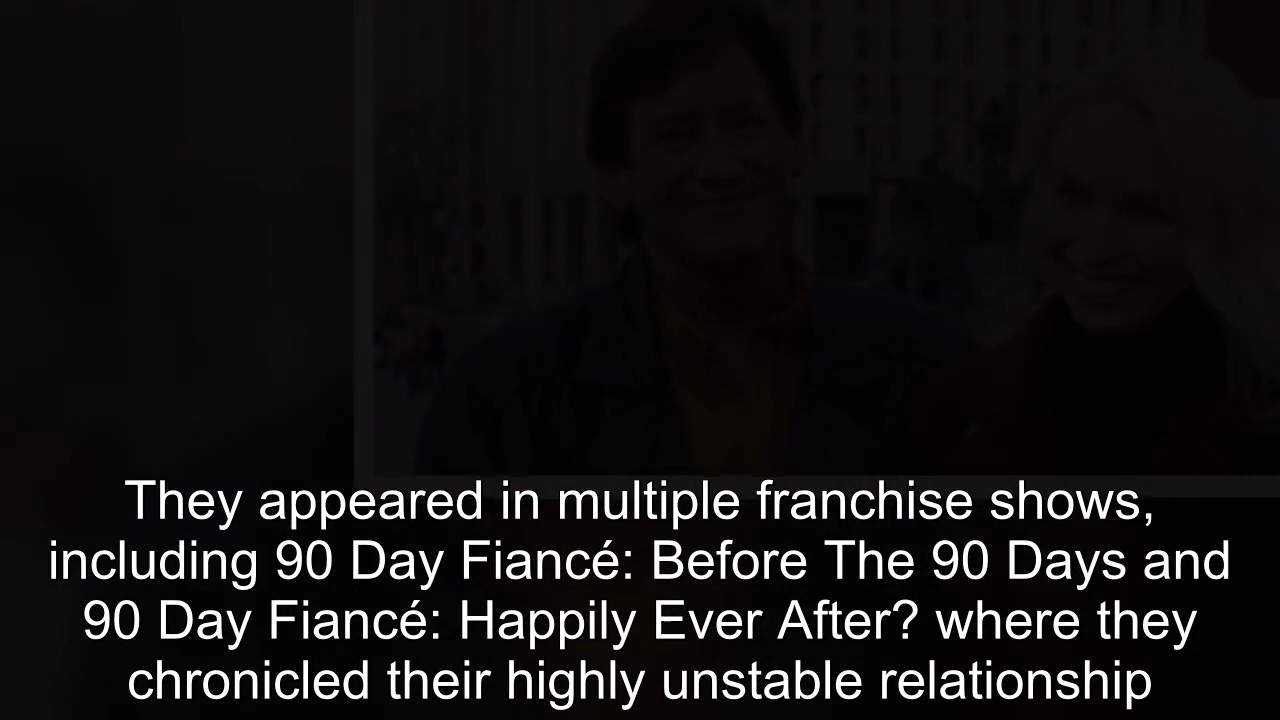 They appeared in multiple franchise shows,
including 90 Day Fiancé: Before The 90 Days and
90 Day Fiancé: Happily Ever After? where they
chronicled their highly unstable relationship